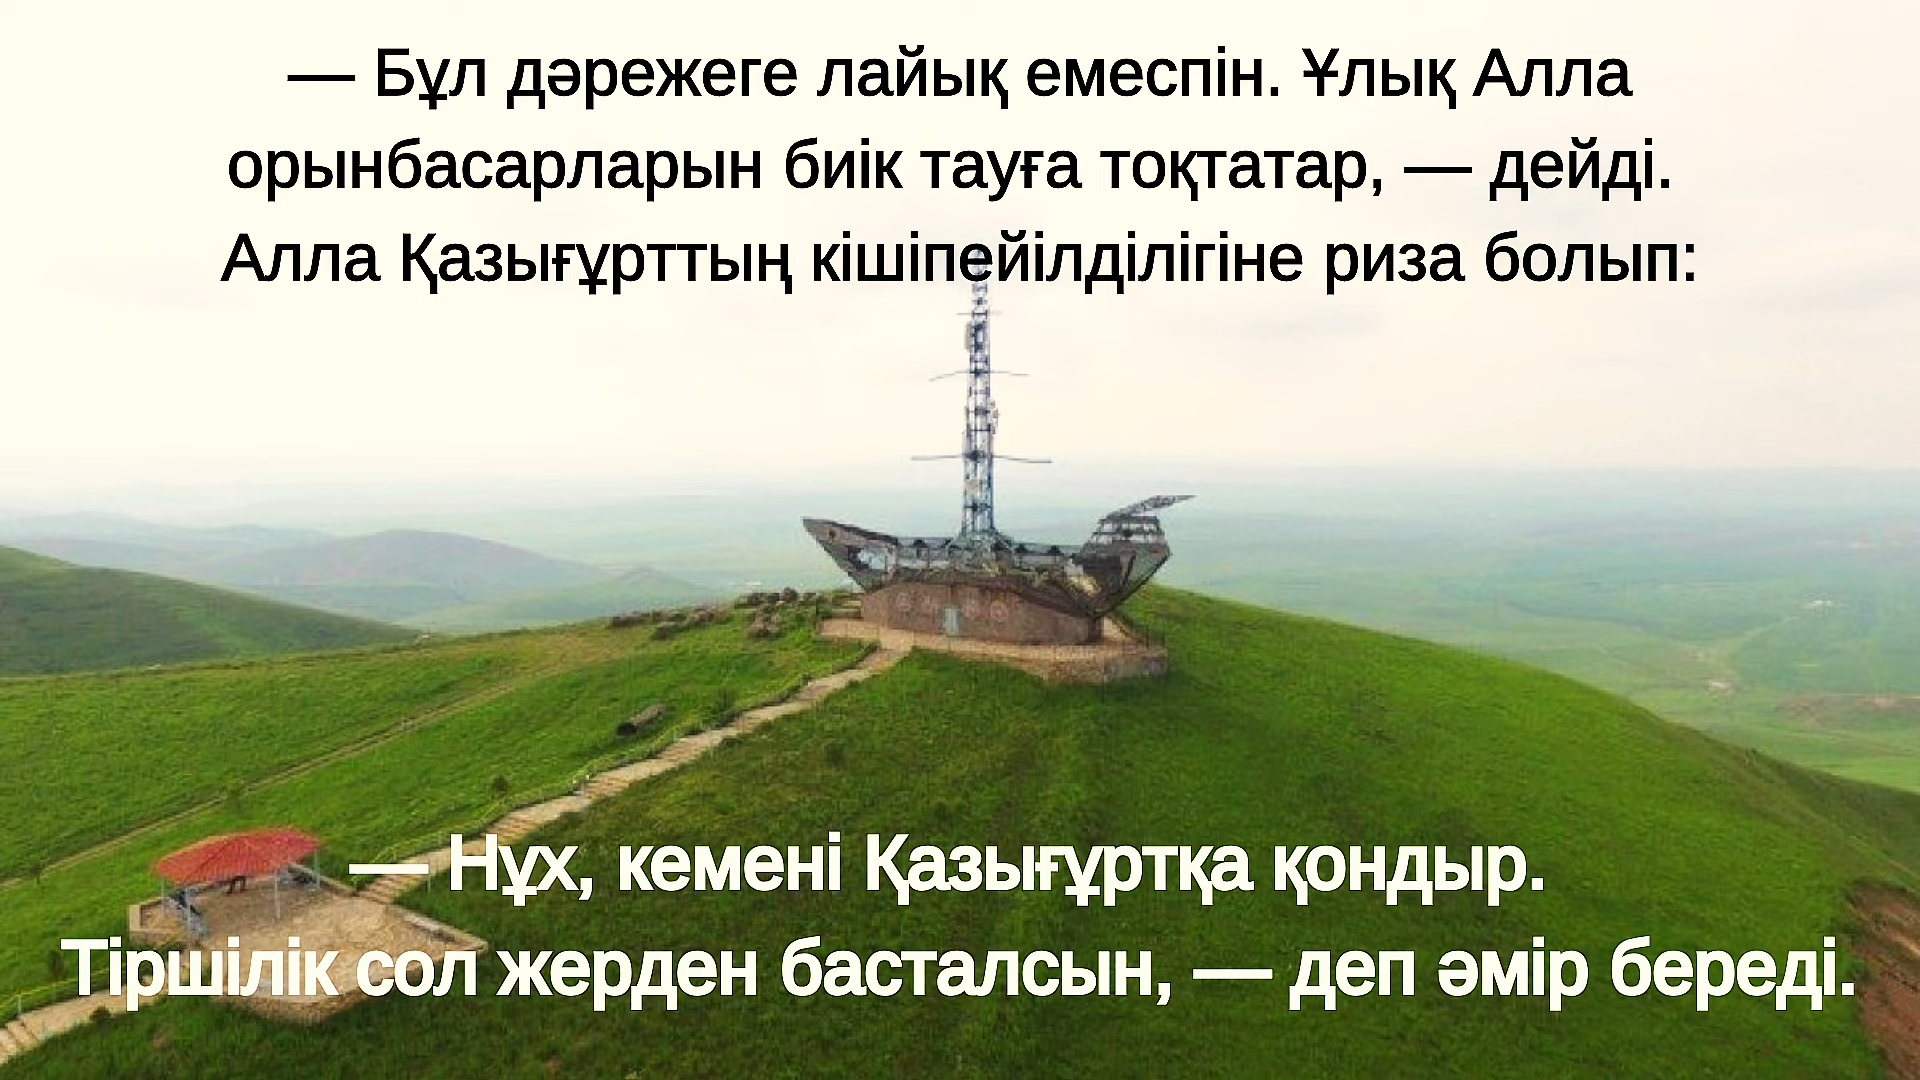 — Бұл дәрежеге лайық емеспін. Ұлық Алла
орынбасарларын биік тауға тоқтатар, — дейді.
Алла Қазығұрттың кішіпейілділігіне риза болып:
— Нұх, кемені Қазығұртқа қондыр.
Тіршілік сол жерден басталсын, — деп әмір береді.